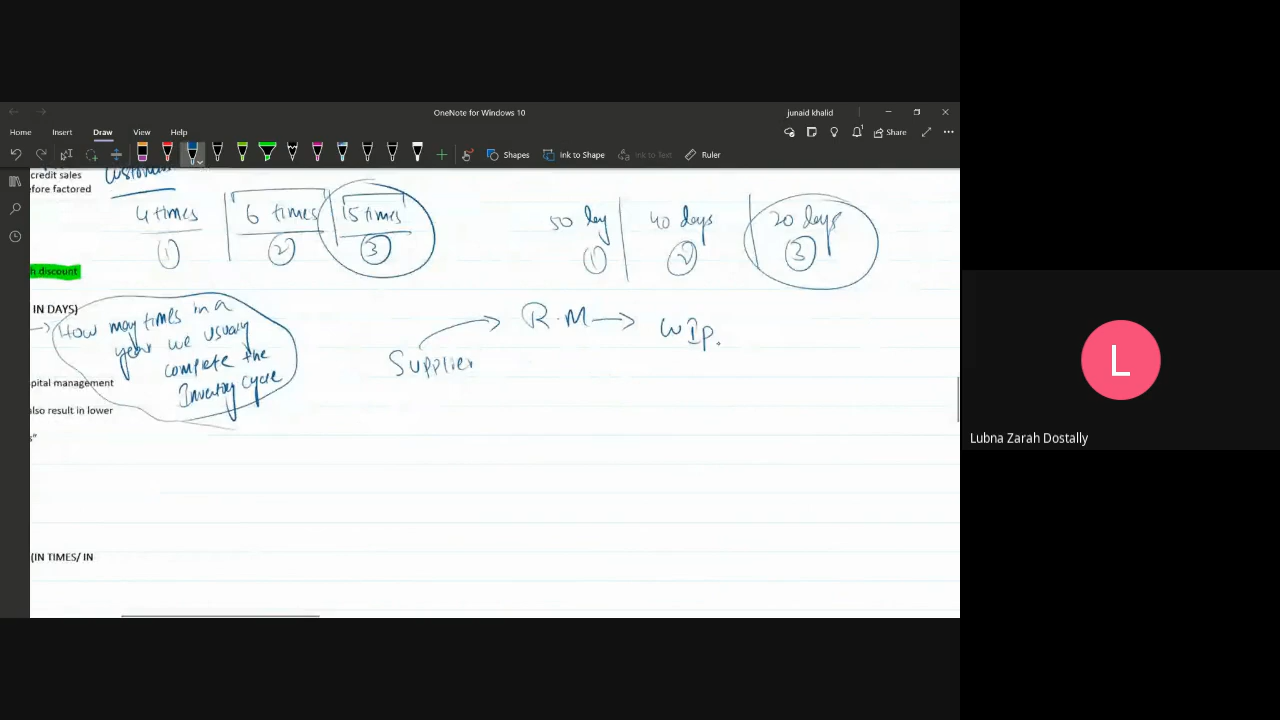 OneNote for Windows 10
junaid khalid
Home Insert Draw View Help
Share
Shapes Ink to Shape Ink to Text Ruler
credit sales
efore factored
4 times 6 times 15 times
1 2 3
50 day 40 days 20 days
1 2 3
h discount
IN DAYS)
How many times in a
year we usually
complete the
Inventory cycle
Supplier
R.M
WIP.
pital management
also result in lower
s"
(IN TIMES/ IN
L
Lubna Zarah Dostally